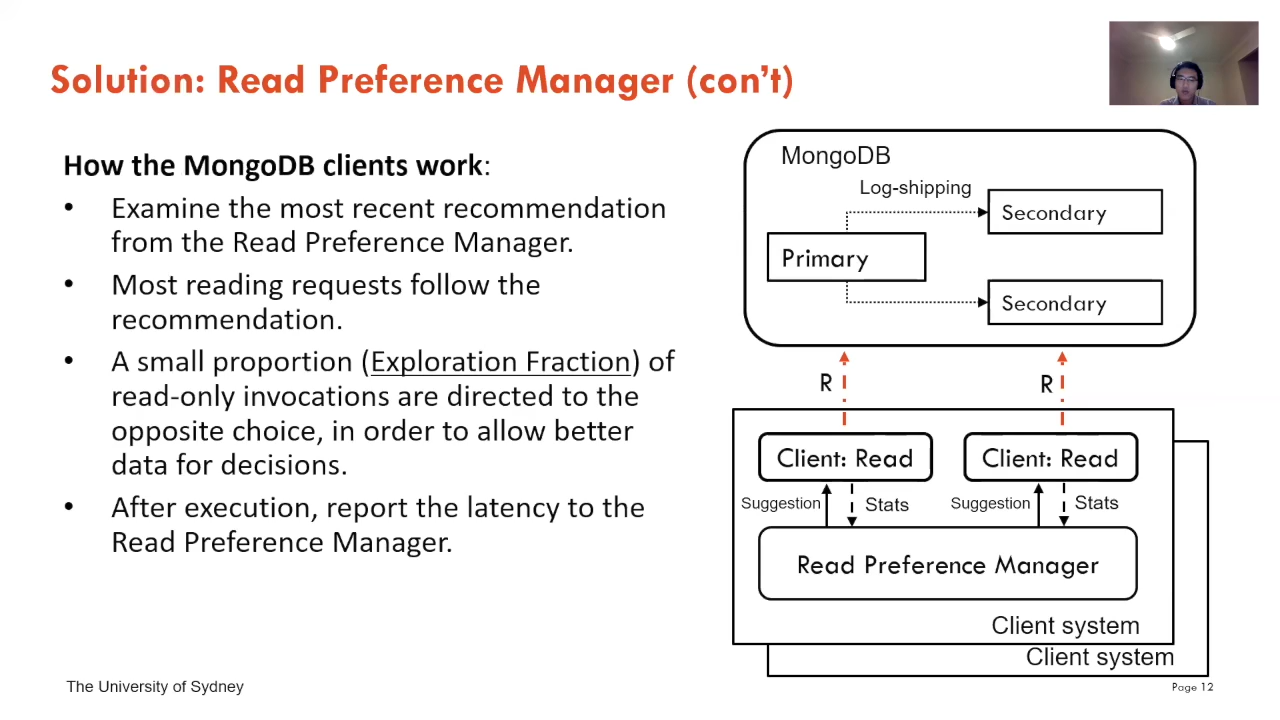 Solution: Read Preference Manager (con’t)
How the MongoDB clients work:
• Examine the most recent recommendation
from the Read Preference Manager.
• Most reading requests follow the
recommendation.
• A small proportion (Exploration Fraction) of
read-only invocations are directed to the
opposite choice, in order to allow better
data for decisions.
• After execution, report the latency to the
Read Preference Manager.
MongoDB
Log-shipping
Secondary
Primary
Secondary
R R
Client: Read Client: Read
Suggestion Stats Suggestion Stats
Read Preference Manager
Client system
Client system
The University of Sydney
Page 12